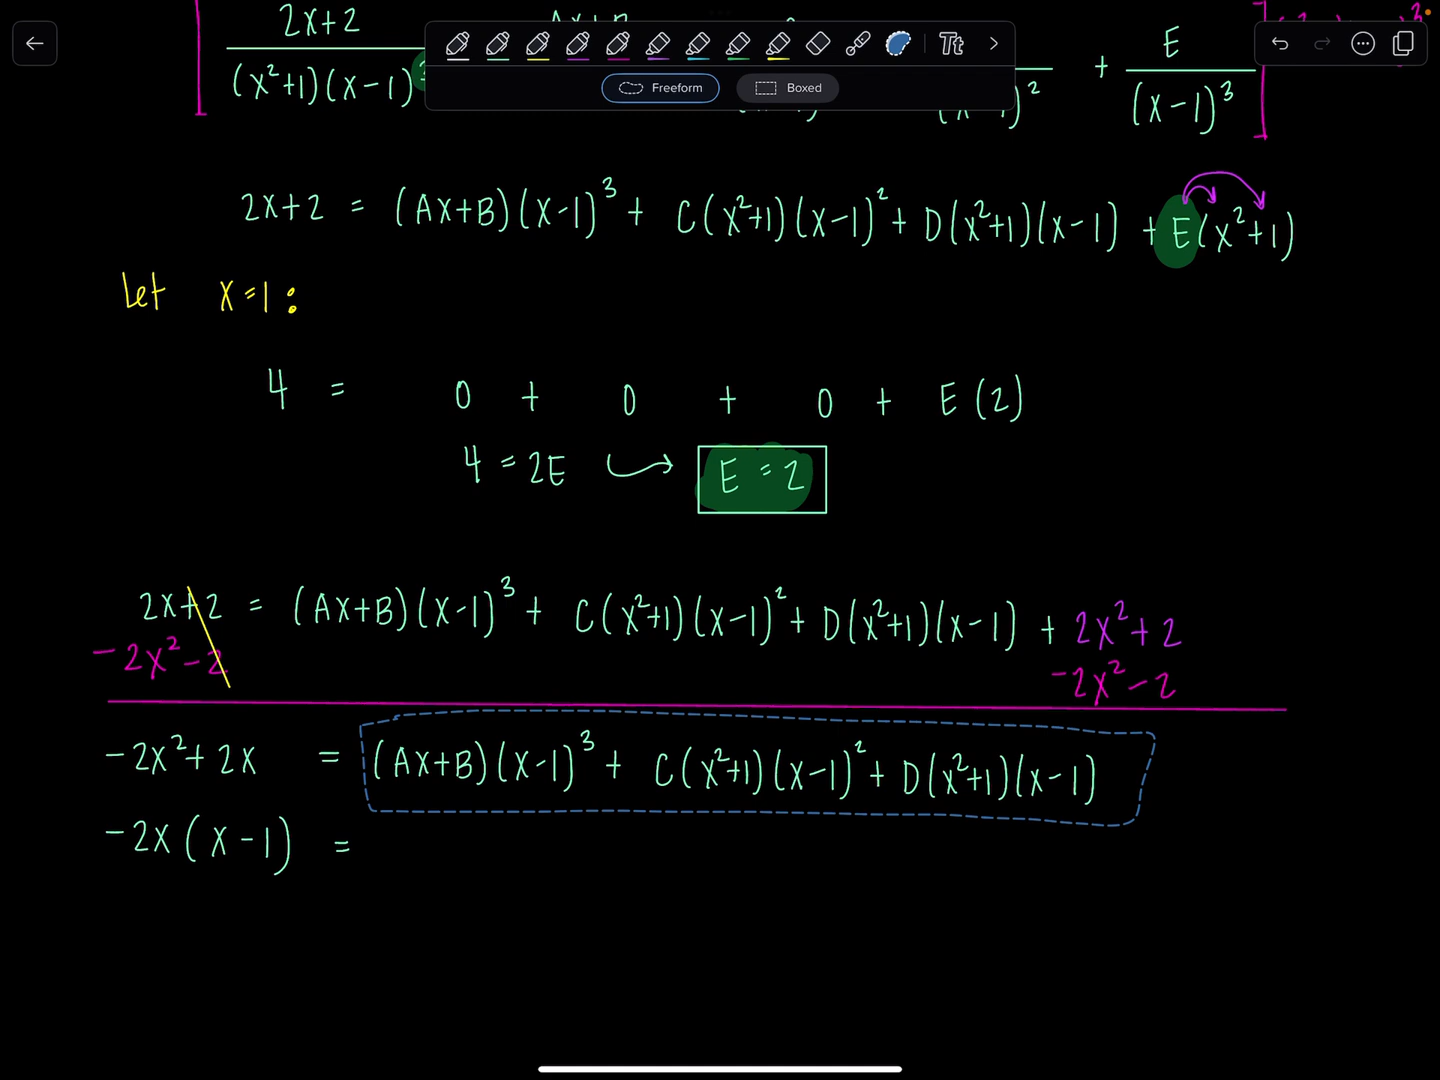 2x+2
(x²+1)(x-1)
+ E
(x-1)³
Tt
Freeform Boxed
2x+2 = (Ax+B)(x-1)³ + C(x²+1)(x-1)² + D(x²+1)(x-1) + E(x²+1)
Let x=1:
4 = 0 + 0 + 0 + E(2)
4 = 2E E = 2
2x+2 = (Ax+B)(x-1)³ + C(x²+1)(x-1)² + D(x²+1)(x-1) + 2x²+2
-2x²-2 -2x²-2
-2x²+2x = (Ax+B)(x-1)³ + C(x²+1)(x-1)² + D(x²+1)(x-1)
-2x(x-1) =